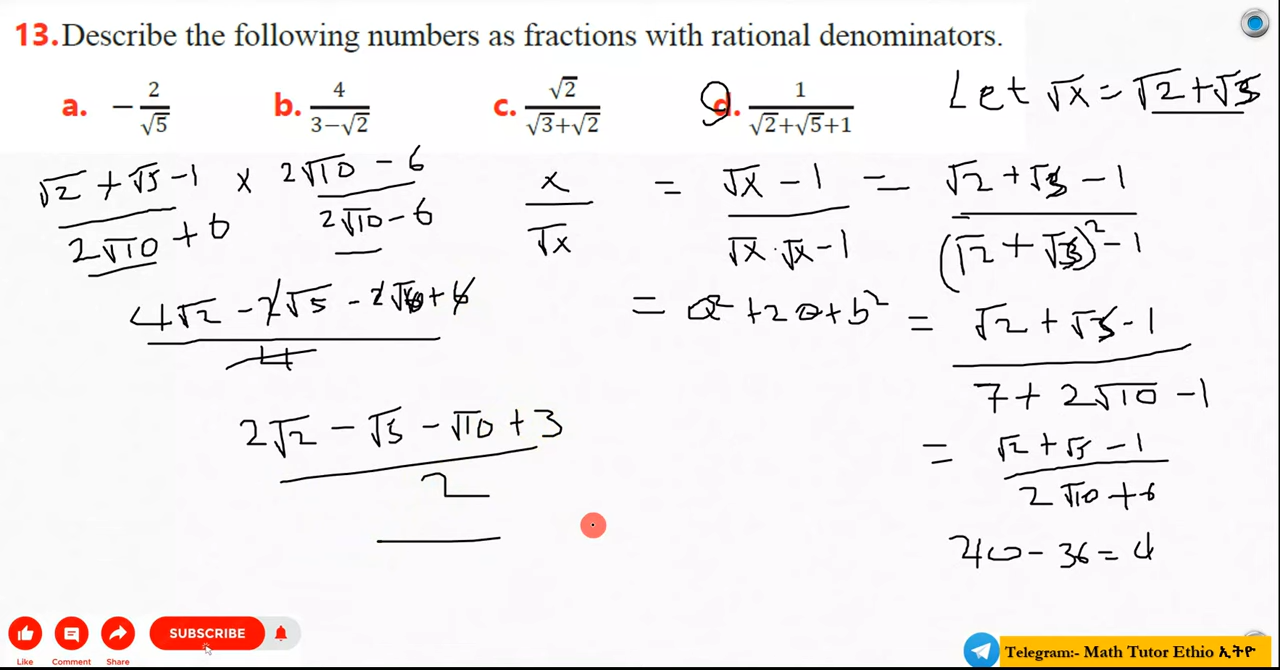 13. Describe the following numbers as fractions with rational denominators.
a. −2/√5 b. 4/(3−√2) c. √2/(√3+√2) d. 1/(√2+√5+1)
Let √x = √2 + √5
(√2 + √5 − 1)/(2√10 + 6) × (2√10 − 6)/(2√10 − 6)
x/√x = (√x − 1)/(√x · √x − 1) = (√2 + √5 − 1)/((√2 + √5)² − 1)
(4√2 − 2√5 − 2√10 + 6)/4
= a² + 2a + b² = (√2 + √5 − 1)/(7 + 2√10 − 1)
(2√2 − √5 − √10 + 3)/2
= (√2 + √5 − 1)/(2√10 + 6)
40 − 36 = 4
Like Comment Share SUBSCRIBE
Telegram:- Math Tutor Ethio ኢትዮ